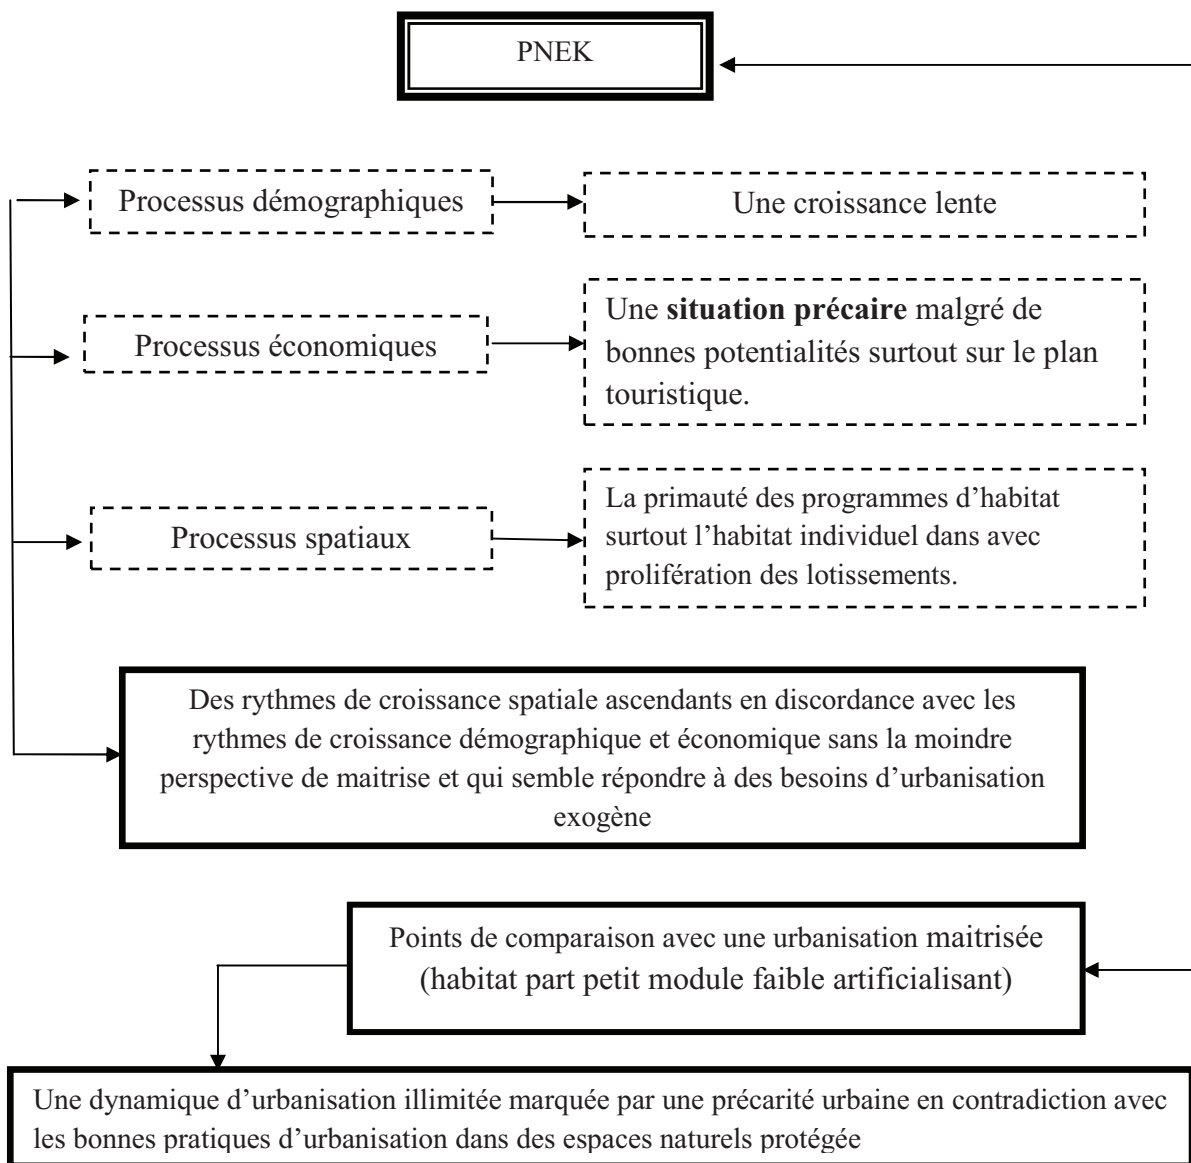 PNEK
Processus démographiques
Une croissance lente
Processus économiques
Une situation précaire malgré de
bonnes potentialités surtout sur le plan
touristique.
Processus spatiaux
La primauté des programmes d’habitat
surtout l’habitat individuel dans avec
prolifération des lotissements.
Des rythmes de croissance spatiale ascendants en discordance avec les
rythmes de croissance démographique et économique sans la moindre
perspective de maitrise et qui semble répondre à des besoins d’urbanisation
exogène
Points de comparaison avec une urbanisation maitrisée
(habitat part petit module faible artificialisant)
Une dynamique d’urbanisation illimitée marquée par une précarité urbaine en contradiction avec
les bonnes pratiques d’urbanisation dans des espaces naturels protégée